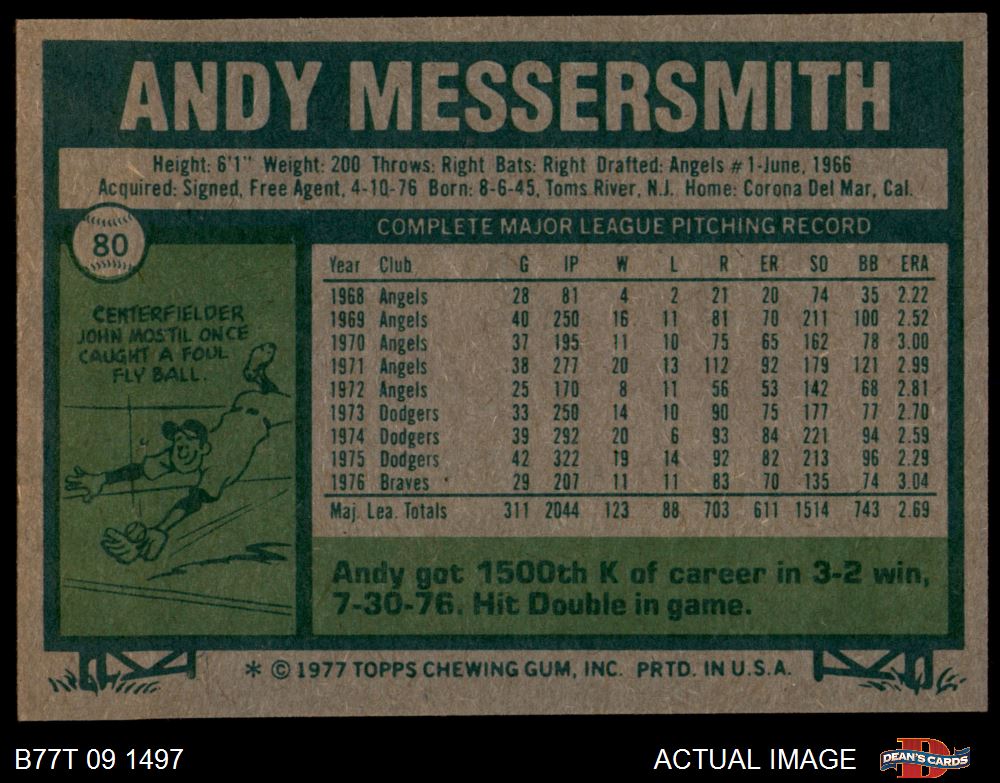 ANDY MESSERSMITH
Height: 6'1" Weight: 200 Throws: Right Bats: Right Drafted: Angels #1-June, 1966
Acquired: Signed, Free Agent, 4-10-76 Born: 8-6-45, Toms River, N.J. Home: Corona Del Mar, Cal.
80
CENTERFIELDER
JOHN MOSTIL ONCE
CAUGHT A FOUL
FLY BALL.
COMPLETE MAJOR LEAGUE PITCHING RECORD
Year Club G IP W L R ER SO BB ERA
1968 Angels 28 81 4 2 21 20 74 35 2.22
1969 Angels 40 250 16 11 81 70 211 100 2.52
1970 Angels 37 195 11 10 75 65 162 78 3.00
1971 Angels 38 277 20 13 112 92 179 121 2.99
1972 Angels 25 170 8 11 56 53 142 68 2.81
1973 Dodgers 33 250 14 10 90 75 177 77 2.70
1974 Dodgers 39 292 20 6 93 84 221 94 2.59
1975 Dodgers 42 322 19 14 92 82 213 96 2.29
1976 Braves 29 207 11 11 83 70 135 74 3.04
Maj. Lea. Totals 311 2044 123 88 703 611 1514 743 2.69
Andy got 1500th K of career in 3-2 win,
7-30-76. Hit Double in game.
* © 1977 TOPPS CHEWING GUM, INC. PRTD. IN U.S.A.
B77T 09 1497 ACTUAL IMAGE DEAN'S CARDS